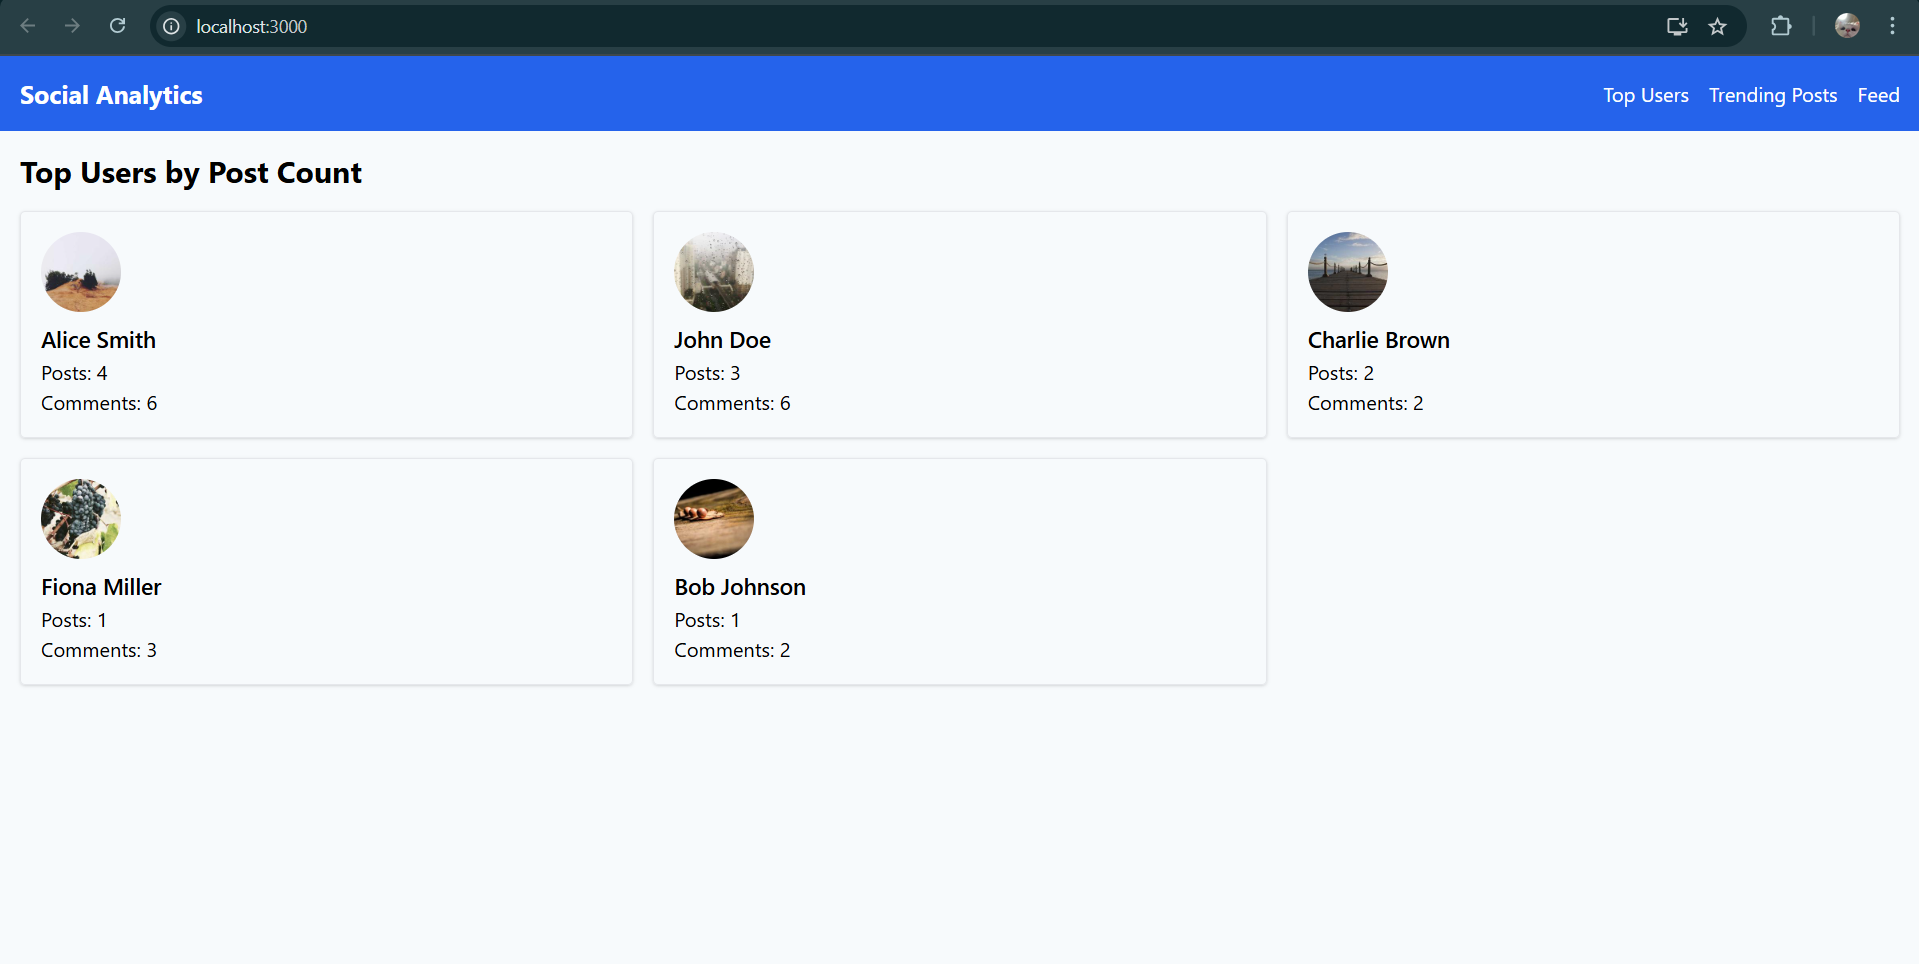 localhost:3000
Social Analytics
Top Users
Trending Posts
Feed
Top Users by Post Count
Alice Smith
Posts: 4
Comments: 6
John Doe
Posts: 3
Comments: 6
Charlie Brown
Posts: 2
Comments: 2
Fiona Miller
Posts: 1
Comments: 3
Bob Johnson
Posts: 1
Comments: 2